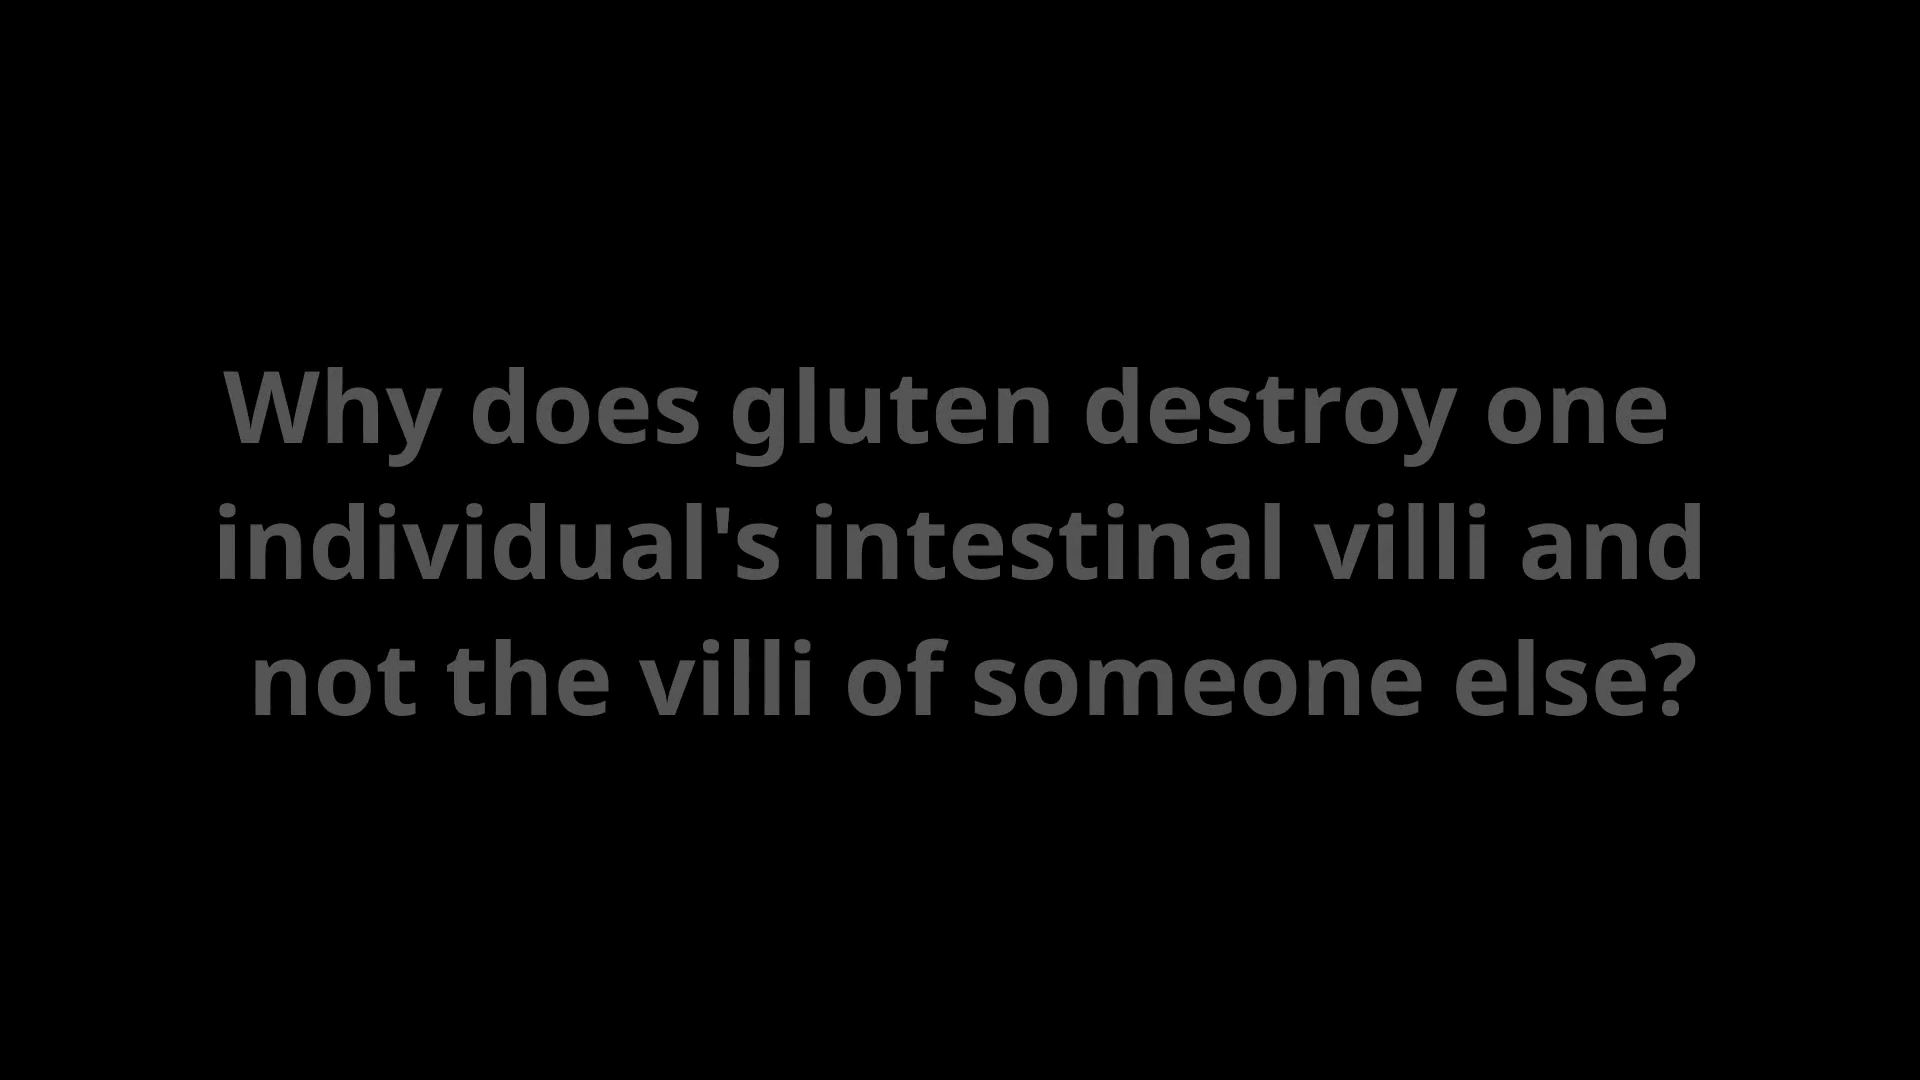 Why does gluten destroy one
individual's intestinal villi and
not the villi of someone else?